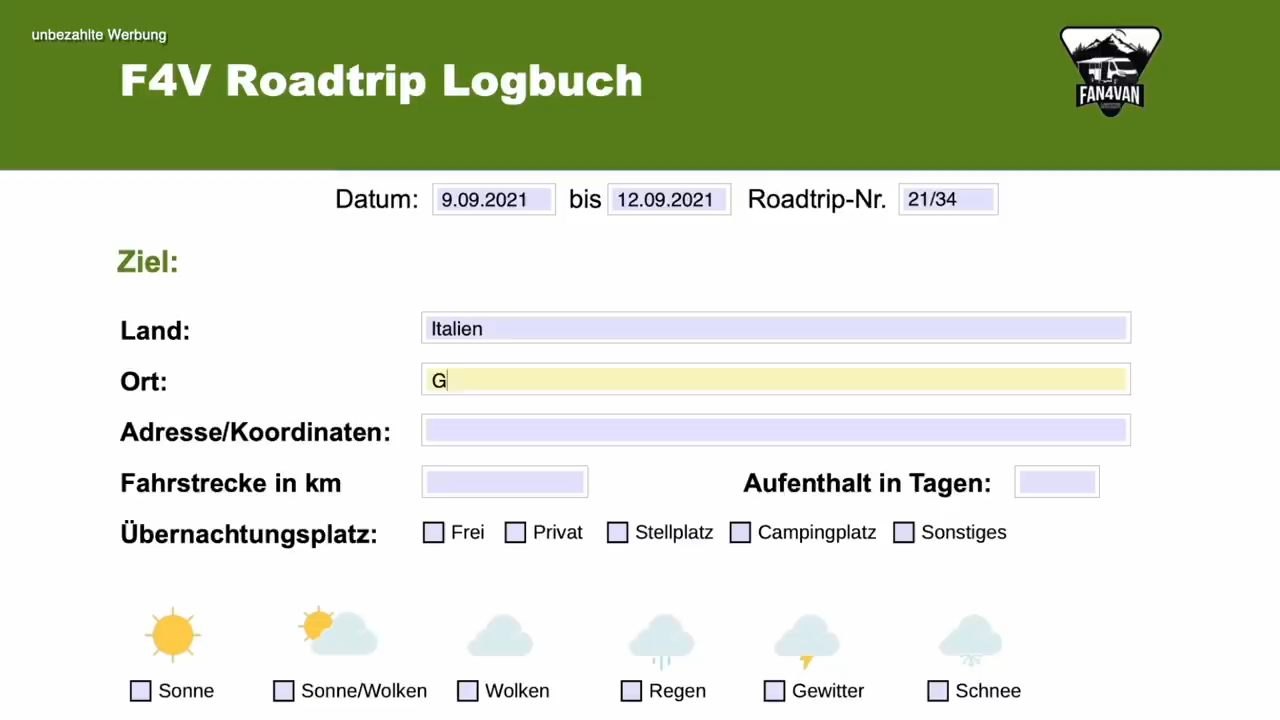 unbezahlte Werbung
F4V Roadtrip Logbuch
FAN4VAN
Datum: 9.09.2021 bis 12.09.2021 Roadtrip-Nr. 21/34
Ziel:
Land: Italien
Ort: G
Adresse/Koordinaten:
Fahrstrecke in km Aufenthalt in Tagen:
Übernachtungsplatz: Frei Privat Stellplatz Campingplatz Sonstiges
Sonne Sonne/Wolken Wolken Regen Gewitter Schnee